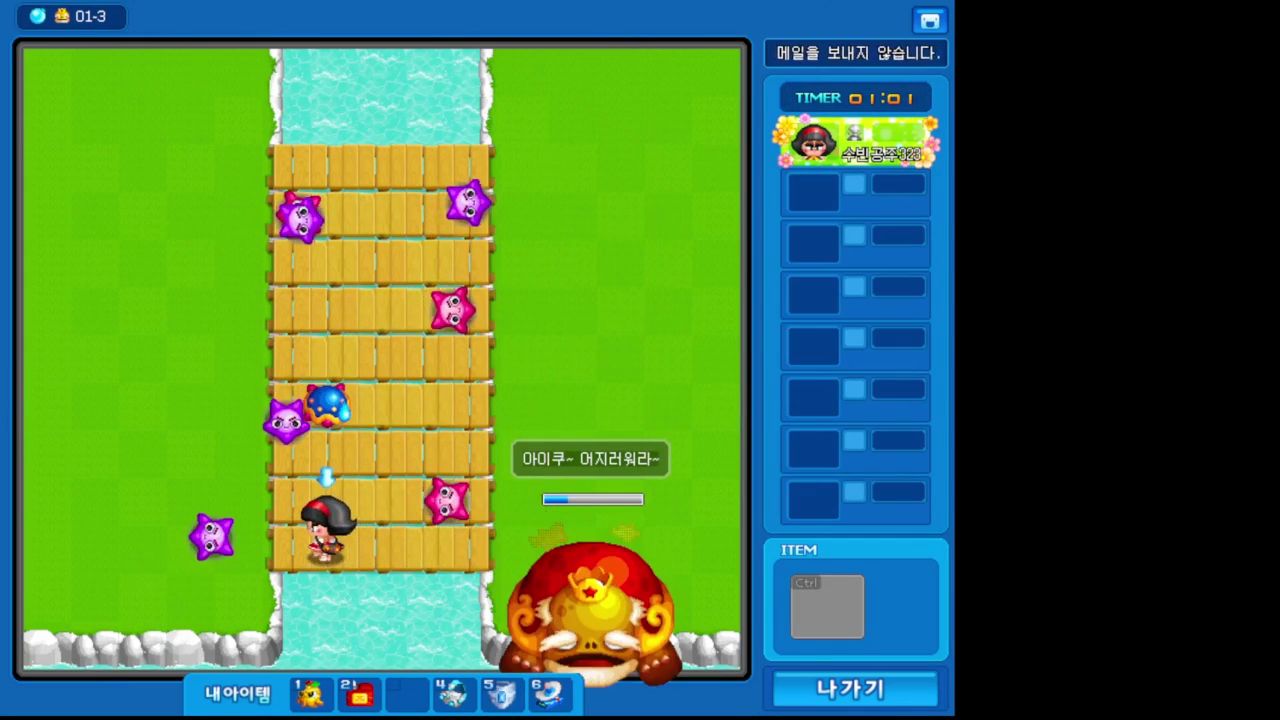 01-3
메일을 보내지 않습니다.
TIMER 01:01
수빈공주323
아이쿠~ 어지러워라~
ITEM
Ctrl
내아이템
1
2
4
5
6
나가기